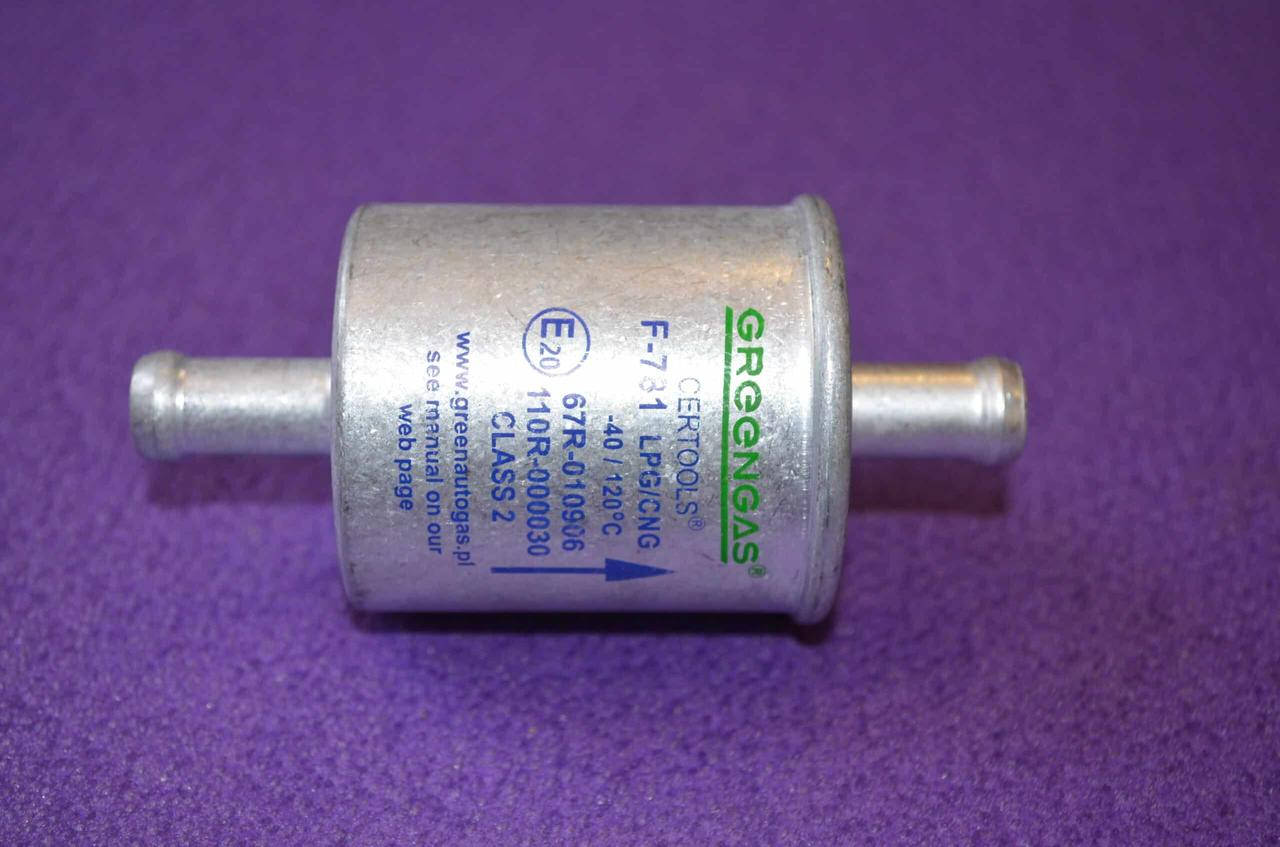 GREENGAS®
CERTOOLS®
F-781 LPG/CNG
-40 / 120°C
E20 67R-010906
110R-000030
CLASS 2
www.greenautogas.pl
see manual on our
web page